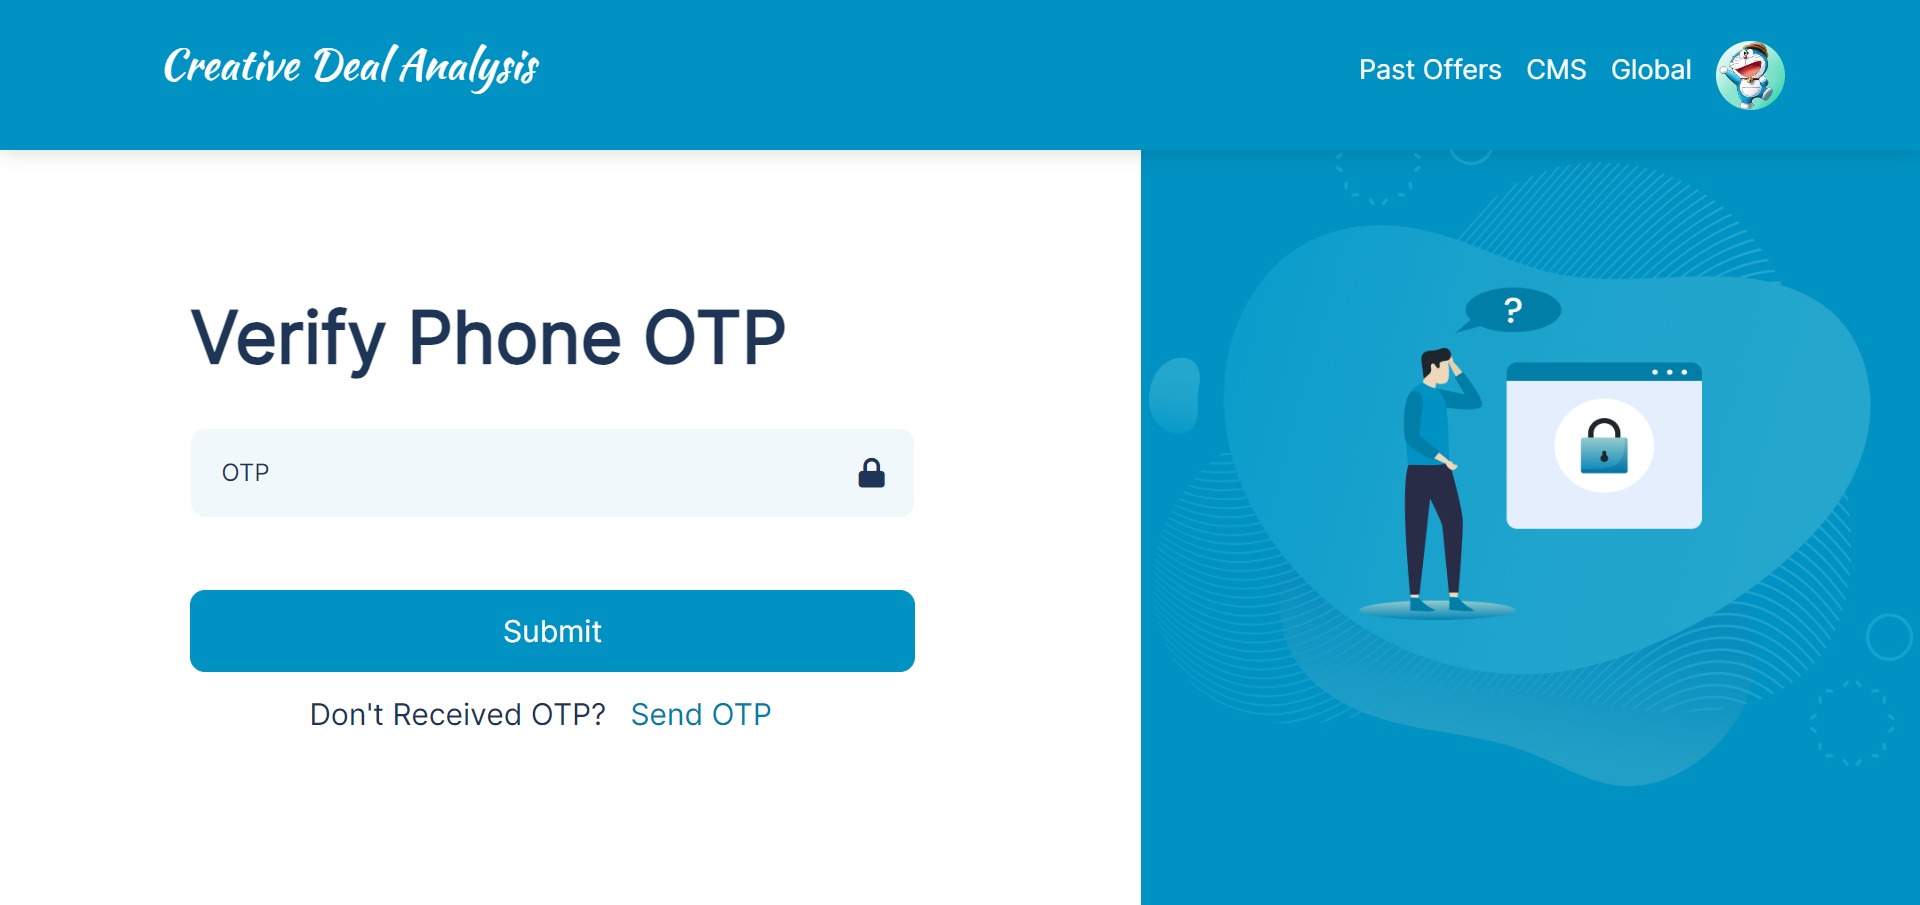 Creative Deal Analysis
Past Offers CMS Global
Verify Phone OTP
?
OTP
Submit
Don't Received OTP? Send OTP